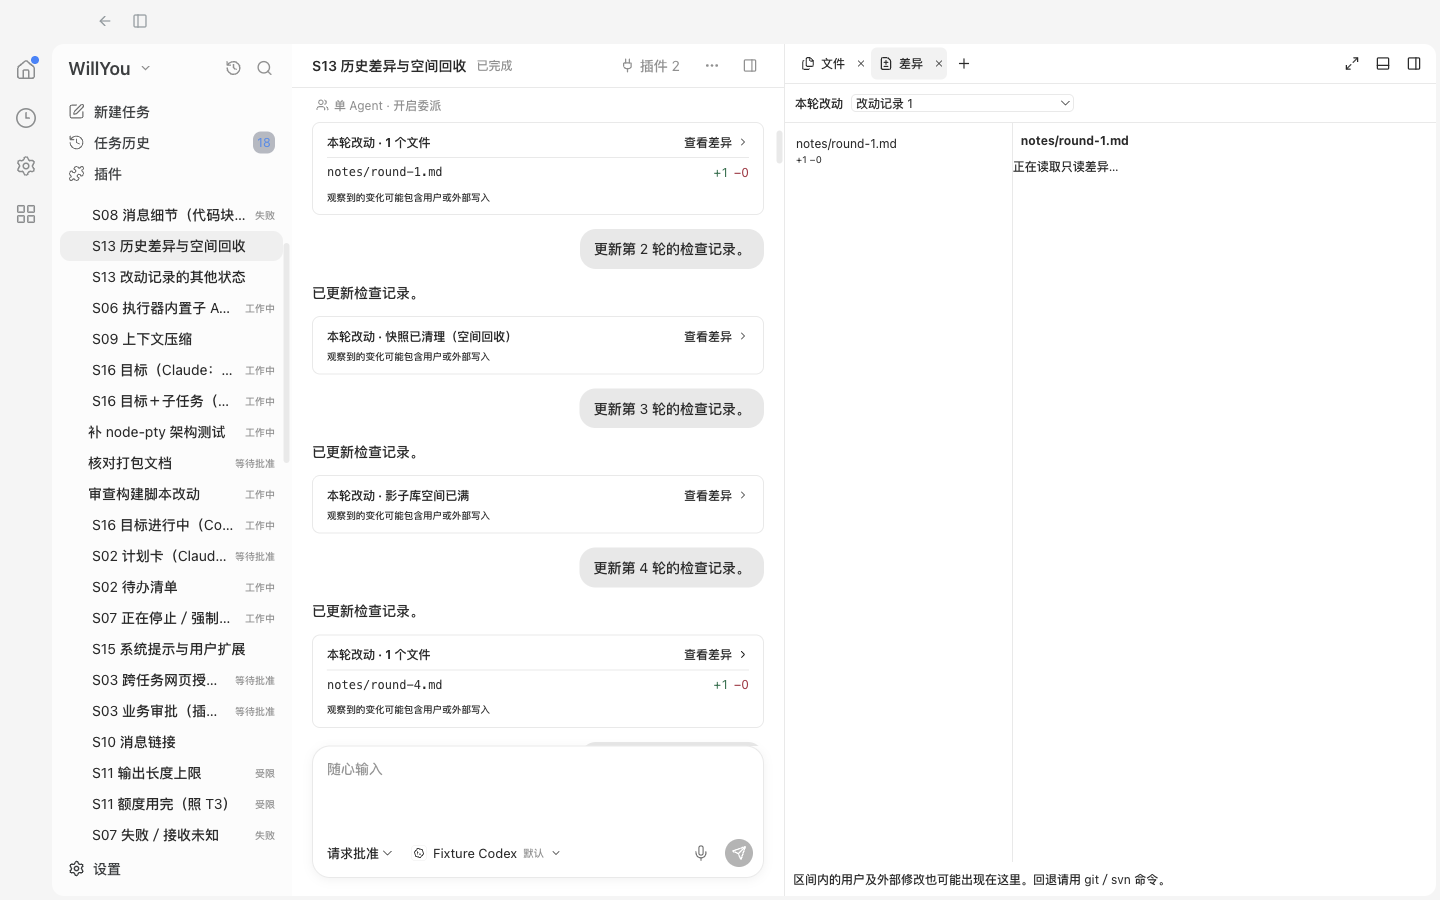 WillYou
新建任务
任务历史
18
插件
S08 消息细节（代码块...
失败
S13 历史差异与空间回收
S13 改动记录的其他状态
S06 执行器内置子 A...
工作中
S09 上下文压缩
S16 目标（Claude：...
工作中
S16 目标＋子任务（...
工作中
补 node-pty 架构测试
工作中
核对打包文档
等待批准
审查构建脚本改动
工作中
S16 目标进行中（Co...
工作中
S02 计划卡（Claud...
等待批准
S02 待办清单
工作中
S07 正在停止 / 强制...
工作中
S15 系统提示与用户扩展
S03 跨任务网页授...
等待批准
S03 业务审批（插...
等待批准
S10 消息链接
S11 输出长度上限
受限
S11 额度用完（照 T3）
受限
S07 失败 / 接收未知
失败
设置
S13 历史差异与空间回收
已完成
插件 2
单 Agent · 开启委派
本轮改动 · 1 个文件
查看差异
notes/round-1.md
+1 −0
观察到的变化可能包含用户或外部写入
更新第 2 轮的检查记录。
已更新检查记录。
本轮改动 · 快照已清理（空间回收）
查看差异
观察到的变化可能包含用户或外部写入
更新第 3 轮的检查记录。
已更新检查记录。
本轮改动 · 影子库空间已满
查看差异
观察到的变化可能包含用户或外部写入
更新第 4 轮的检查记录。
已更新检查记录。
本轮改动 · 1 个文件
查看差异
notes/round-4.md
+1 −0
观察到的变化可能包含用户或外部写入
随心输入
请求批准
Fixture Codex 默认
文件
差异
本轮改动
改动记录 1
notes/round-1.md
+1 −0
notes/round-1.md
正在读取只读差异...
区间内的用户及外部修改也可能出现在这里。回退请用 git / svn 命令。